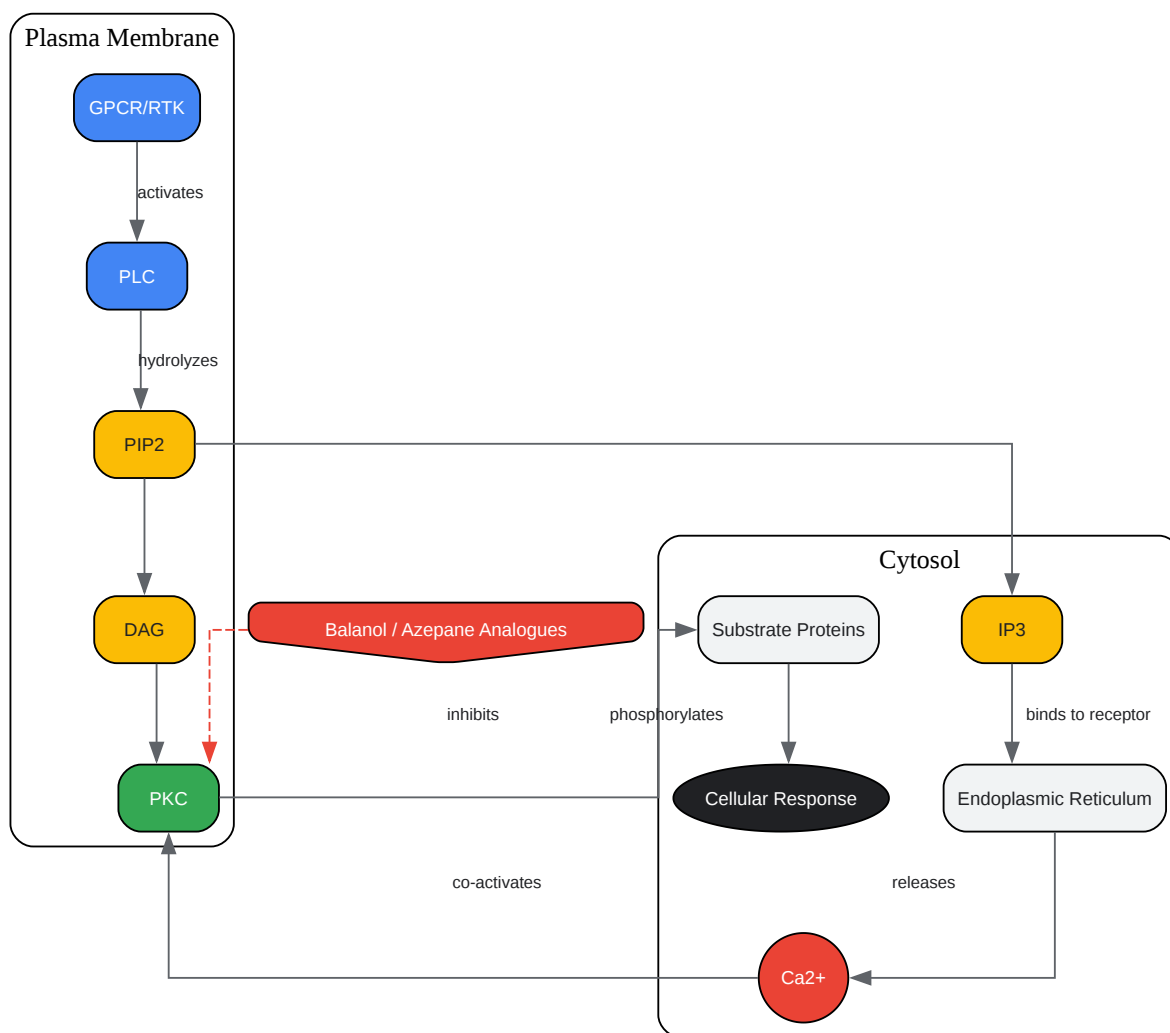 Plasma Membrane
GPCR/RTK
activates
PLC
hydrolyzes
PIP2
Cytosol
DAG
Balanol / Azepane Analogues
Substrate Proteins
IP3
inhibits
phosphorylates
binds to receptor
PKC
Cellular Response
Endoplasmic Reticulum
co-activates
releases
Ca2+